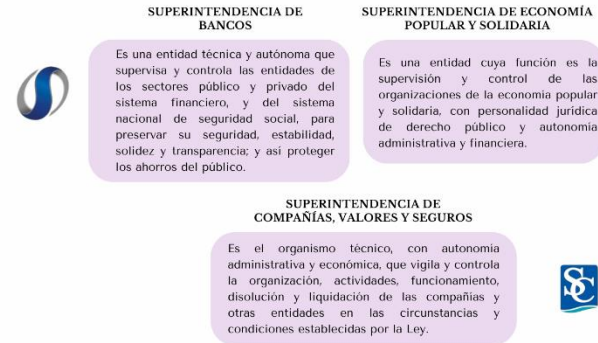 SUPERINTENDENCIA DE
BANCOS
Es una entidad técnica y autónoma que
supervisa y controla las entidades de
los sectores público y privado del
sistema financiero, y del sistema
nacional de seguridad social, para
preservar su seguridad, estabilidad,
solidez y transparencia; y así proteger
los ahorros del público.
SUPERINTENDENCIA DE ECONOMÍA
POPULAR Y SOLIDARIA
Es una entidad cuya función es la
supervisión y control de las
organizaciones de la economía popular
y solidaria, con personalidad jurídica
de derecho público y autonomía
administrativa y financiera.
SUPERINTENDENCIA DE
COMPAÑÍAS, VALORES Y SEGUROS
Es el organismo técnico, con autonomía
administrativa y económica, que vigila y controla
la organización, actividades, funcionamiento,
disolución y liquidación de las compañías y
otras entidades en las circunstancias y
condiciones establecidas por la Ley.
SC